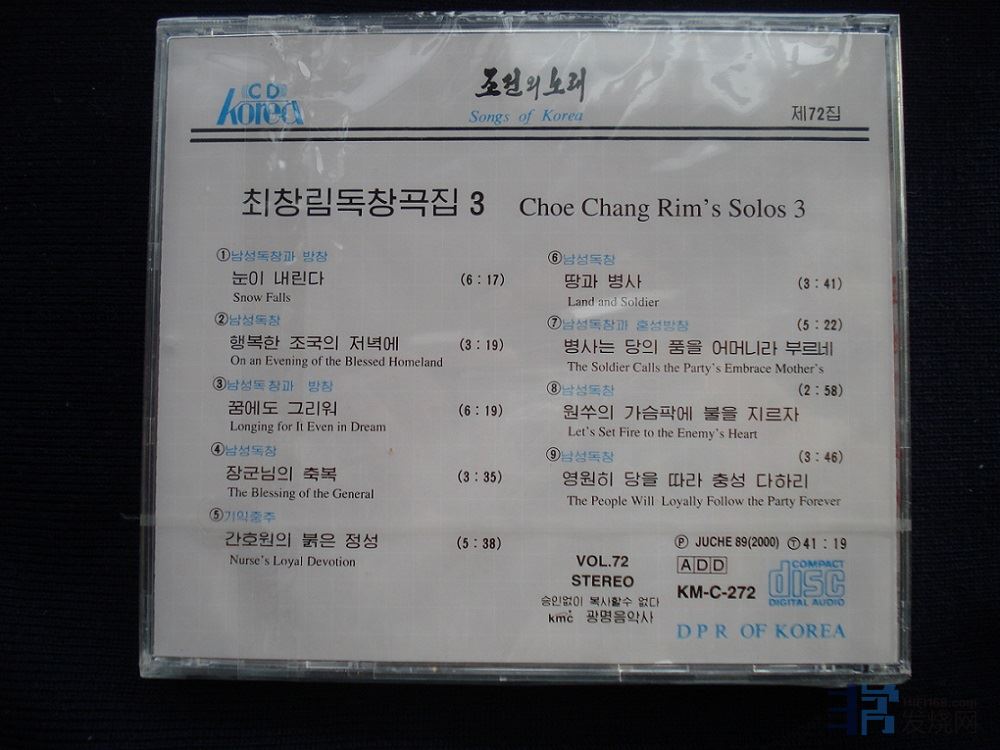 CD
Korea
조선의 노래
Songs of Korea
제72집
최창림독창곡집 3 Choe Chang Rim's Solos 3
①남성독창과 방창
눈이 내린다 (6:17)
Snow Falls
②남성독창
행복한 조국의 저녁에 (3:19)
On an Evening of the Blessed Homeland
③남성독창과 방창
꿈에도 그리워 (6:19)
Longing for It Even in Dream
④남성독창
장군님의 축복 (3:35)
The Blessing of the General
⑤기악중주
간호원의 붉은 정성 (5:38)
Nurse's Loyal Devotion
⑥남성독창
땅과 병사 (3:41)
Land and Soldier
⑦남성독창과 혼성방창 (5:22)
병사는 당의 품을 어머니라 부르네
The Soldier Calls the Party's Embrace Mother's
⑧남성독창 (2:58)
원쑤의 가슴팍에 불을 지르자
Let's Set Fire to the Enemy's Heart
⑨남성독창 (3:46)
영원히 당을 따라 충성 다하리
The People Will Loyally Follow the Party Forever
Ⓟ JUCHE 89(2000) Ⓣ41:19
VOL.72
STEREO
ADD
KM-C-272
COMPACT
disc
DIGITAL AUDIO
승인없이 복사할수 없다
kmc 광명음악사
D P R OF KOREA
HIFI168.com
发烧网